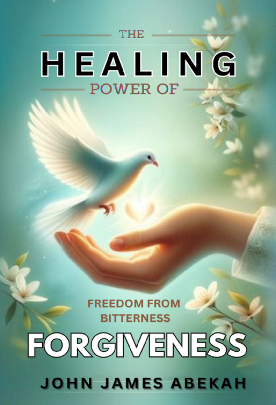 THE
HEALING
POWER OF
FREEDOM FROM
BITTERNESS
FORGIVENESS
JOHN JAMES ABEKAH